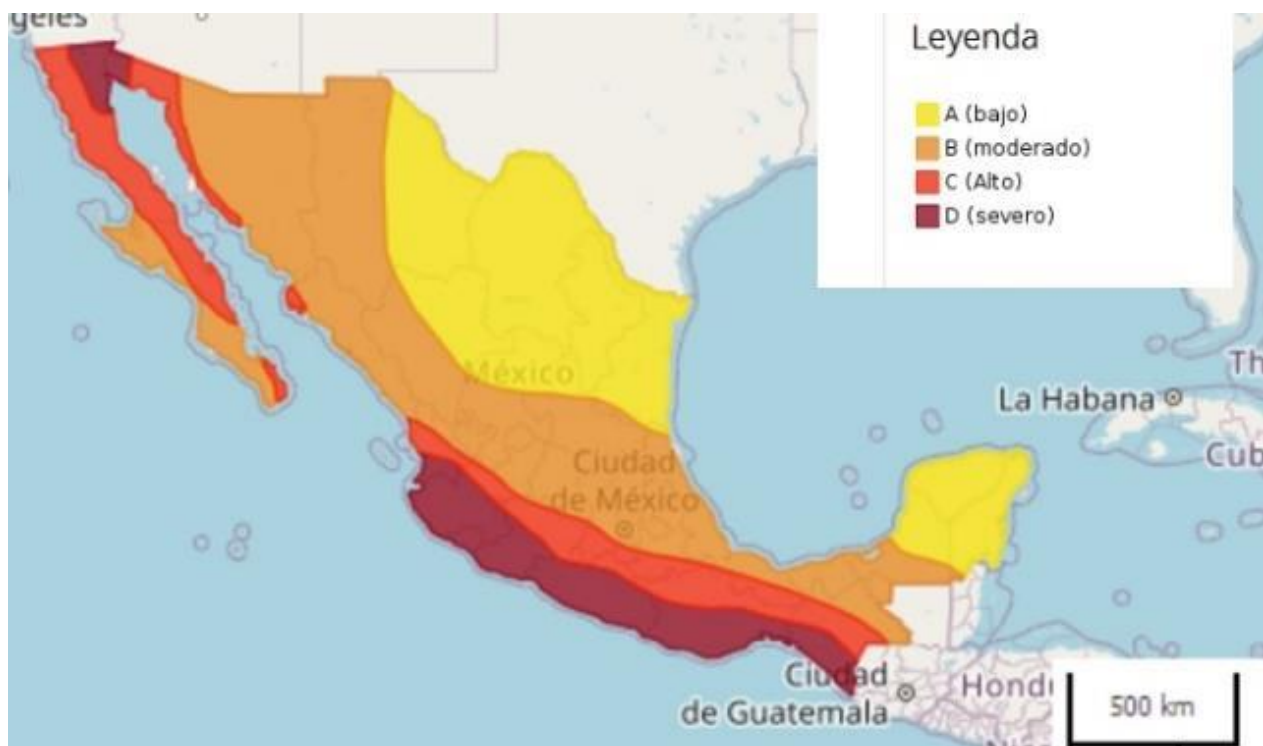 geles
Leyenda
A (bajo)
B (moderado)
C (Alto)
D (severo)
México
Th
La Habana
Cub
Ciudad
de México
Ciudad
de Guatemala
Hond
500 km